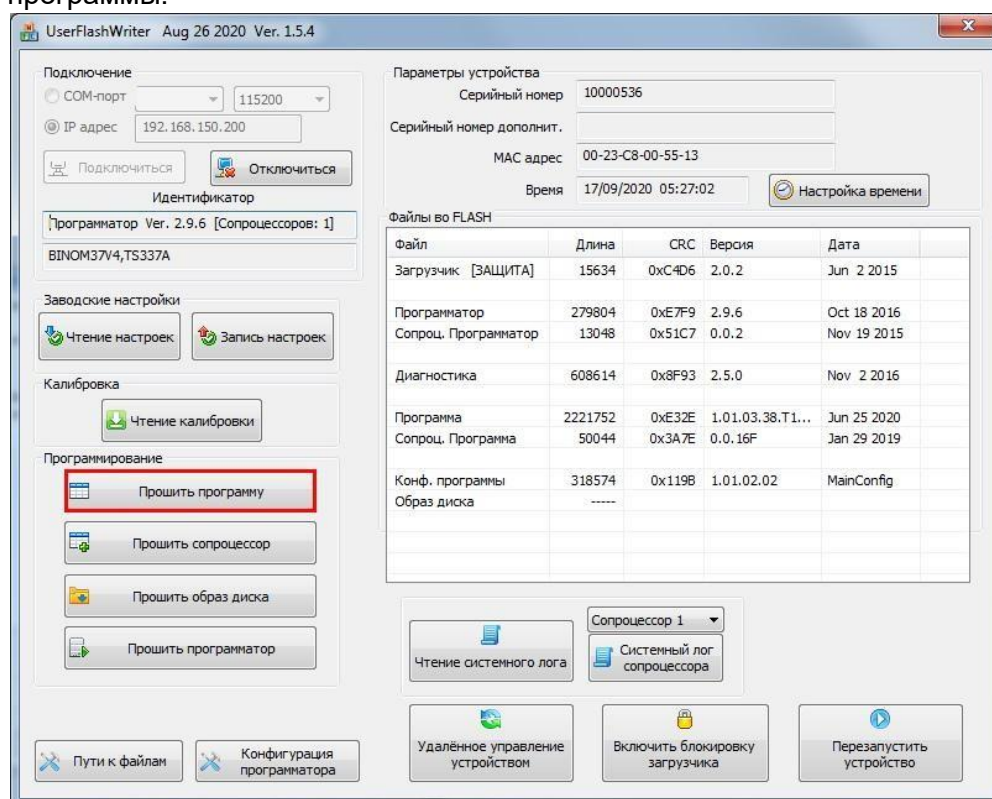 программы.
UserFlashWriter Aug 26 2020 Ver. 1.5.4
Подключение
COM-порт 115200
IP адрес 192.168.150.200
Подключиться Отключиться
Идентификатор
Программатор Ver. 2.9.6 [Сопроцессоров: 1]
BINOM37V4,TS337A
Заводские настройки
Чтение настроек Запись настроек
Калибровка
Чтение калибровки
Программирование
Прошить программу
Прошить сопроцессор
Прошить образ диска
Прошить программатор
Пути к файлам
Конфигурация
программатора
Параметры устройства
Серийный номер 10000536
Серийный номер дополнит.
MAC адрес 00-23-C8-00-55-13
Время 17/09/2020 05:27:02 Настройка времени
Файлы во FLASH
Файл Длина CRC Версия Дата
Загрузчик [ЗАЩИТА] 15634 0xC4D6 2.0.2 Jun 2 2015
Программатор 279804 0xE7F9 2.9.6 Oct 18 2016
Сопроц. Программатор 13048 0x51C7 0.0.2 Nov 19 2015
Диагностика 608614 0x8F93 2.5.0 Nov 2 2016
Программа 2221752 0xE32E 1.01.03.38.T1... Jun 25 2020
Сопроц. Программа 50044 0x3A7E 0.0.16F Jan 29 2019
Конф. программы 318574 0x119B 1.01.02.02 MainConfig
Образ диска -----
Чтение системного лога
Сопроцессор 1
Системный лог
сопроцессора
Удалённое управление
устройством
Включить блокировку
загрузчика
Перезапустить
устройство